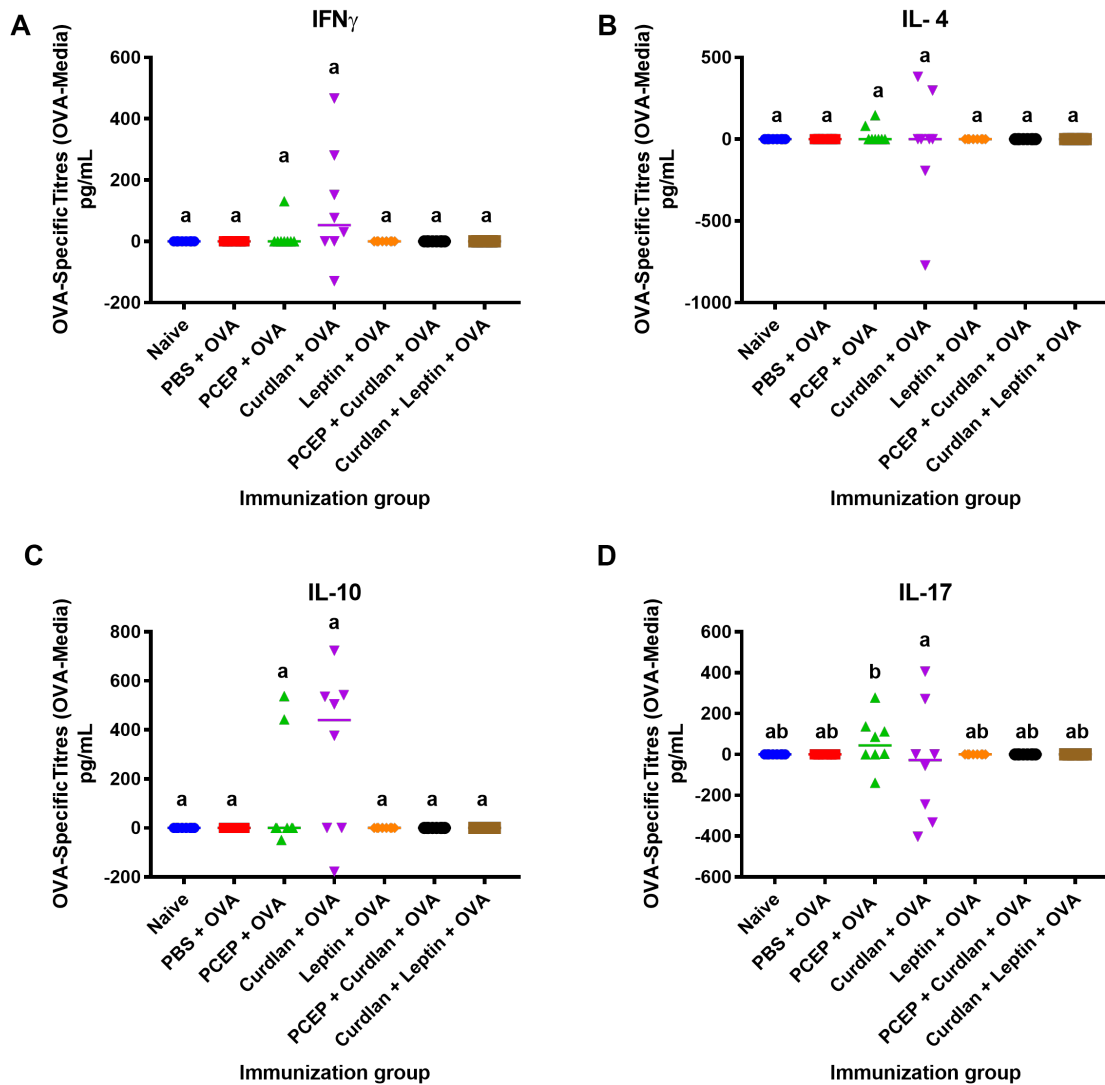 A
IFNγ
OVA-Specific Titres (OVA-Media)
pg/mL
600
400
200
0
-200
a
a
a
a
a
a
a
Naive
PBS + OVA
PCEP + OVA
Curdlan + OVA
Leptin + OVA
PCEP + Curdlan + OVA
Curdlan + Leptin + OVA
Immunization group
B
IL- 4
OVA-Specific Titres (OVA-Media)
pg/mL
500
0
-500
-1000
a
a
a
a
a
a
a
Naive
PBS + OVA
PCEP + OVA
Curdlan + OVA
Leptin + OVA
PCEP + Curdlan + OVA
Curdlan + Leptin + OVA
Immunization group
C
IL-10
OVA-Specific Titres (OVA-Media)
pg/mL
800
600
400
200
0
-200
a
a
a
a
a
a
a
Naive
PBS + OVA
PCEP + OVA
Curdlan + OVA
Leptin + OVA
PCEP + Curdlan + OVA
Curdlan + Leptin + OVA
Immunization group
D
IL-17
OVA-Specific Titres (OVA-Media)
pg/mL
600
400
200
0
-200
-400
-600
ab
ab
b
a
ab
ab
ab
Naive
PBS + OVA
PCEP + OVA
Curdlan + OVA
Leptin + OVA
PCEP + Curdlan + OVA
Curdlan + Leptin + OVA
Immunization group